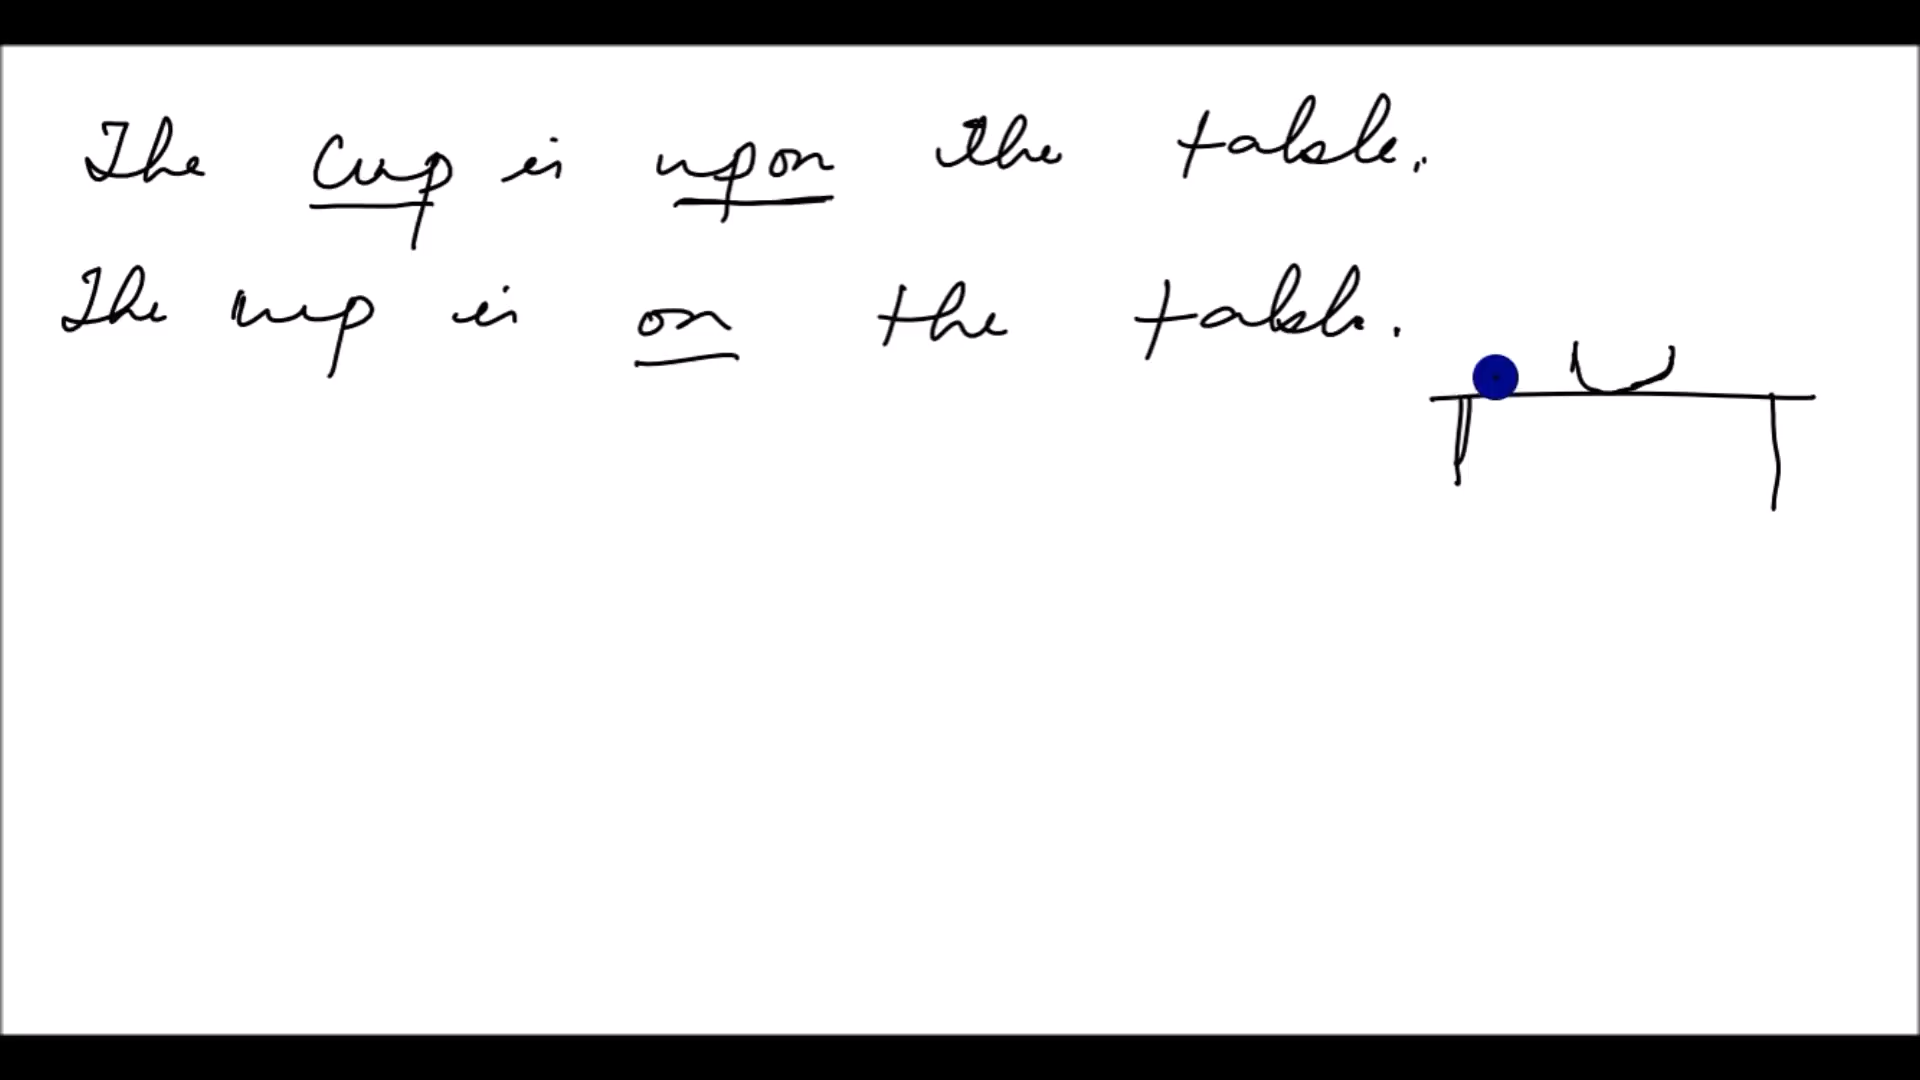 The Cup is upon the table.
The cup is on the table.